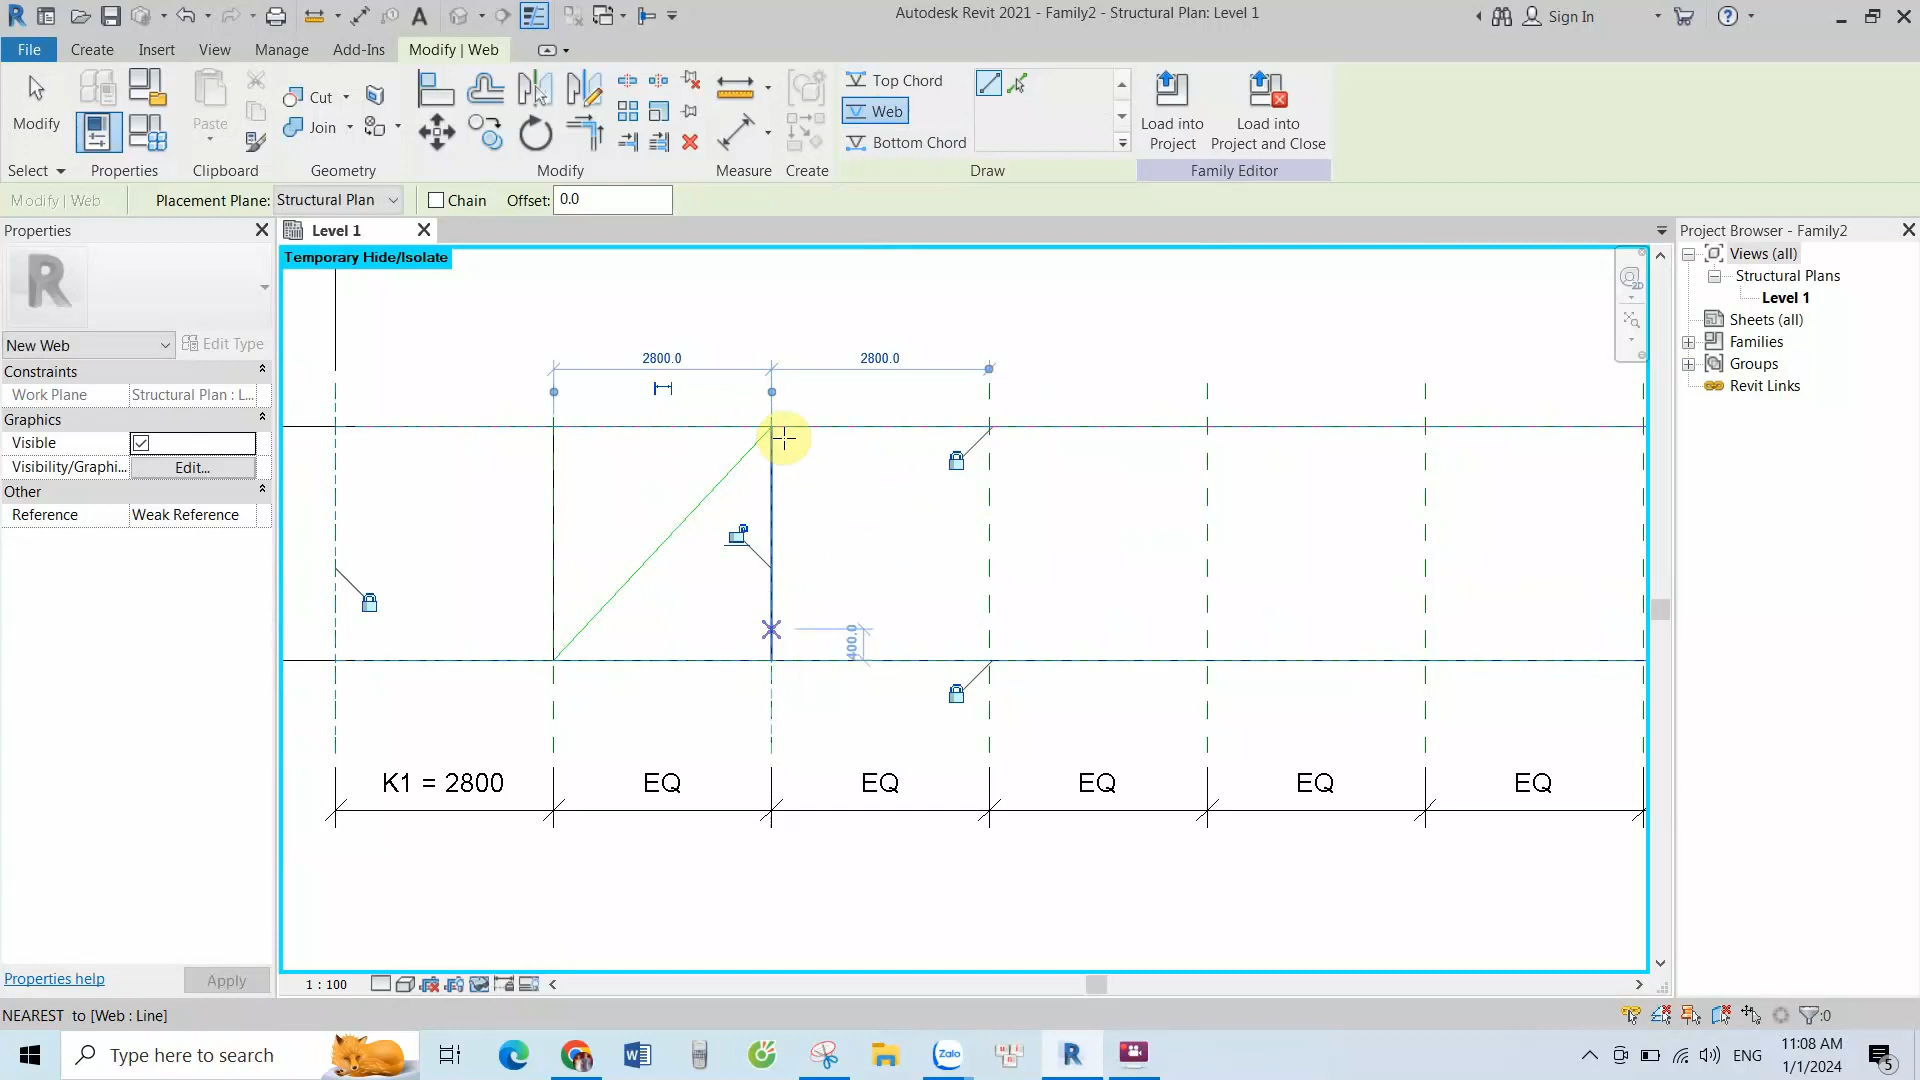 Autodesk Revit 2021 - Family2 - Structural Plan: Level 1
Sign In
File
Create
Insert
View
Manage
Add-Ins
Modify | Web
Modify
Paste
Cut
Join
Top Chord
Web
Bottom Chord
Load into
Project
Load into
Project and Close
Select
Properties
Clipboard
Geometry
Modify
Measure
Create
Draw
Family Editor
Modify | Web
Placement Plane:
Structural Plan
Chain
Offset:
0.0
Properties
Level 1
Project Browser - Family2
Temporary Hide/Isolate
R
New Web
Edit Type
Constraints
Work Plane
Structural Plan : L...
Graphics
Visible
Visibility/Graphi...
Edit...
Other
Reference
Weak Reference
Views (all)
Structural Plans
Level 1
Sheets (all)
Families
Groups
Revit Links
2D
2800.0
2800.0
400.0
K1 = 2800
EQ
EQ
EQ
EQ
EQ
Properties help
Apply
1 : 100
NEAREST to [Web : Line]
:0
Type here to search
Zalo
ENG
11:08 AM
1/1/2024
5